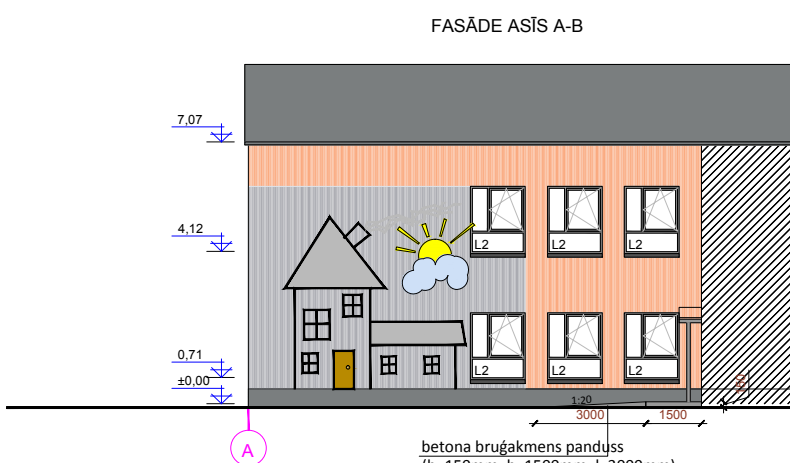 FASĀDE ASĪS A-B
7,07
4,12
L2 L2 L2
0,71
L2 L2 L2
±0,00
1:20
3000 1500
A
betona bruģakmens panduss